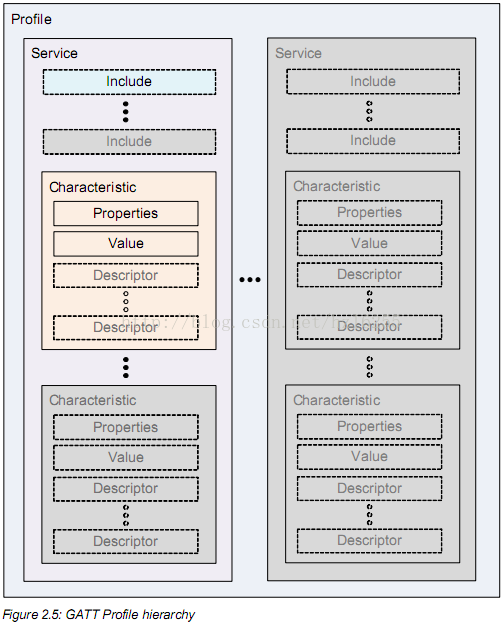 Profile
Service
Include
Include
Characteristic
Properties
Value
Descriptor
Descriptor
Characteristic
Properties
Value
Descriptor
Descriptor
Service
Include
Include
Characteristic
Properties
Value
Descriptor
Descriptor
Characteristic
Properties
Value
Descriptor
Descriptor
Figure 2.5: GATT Profile hierarchy